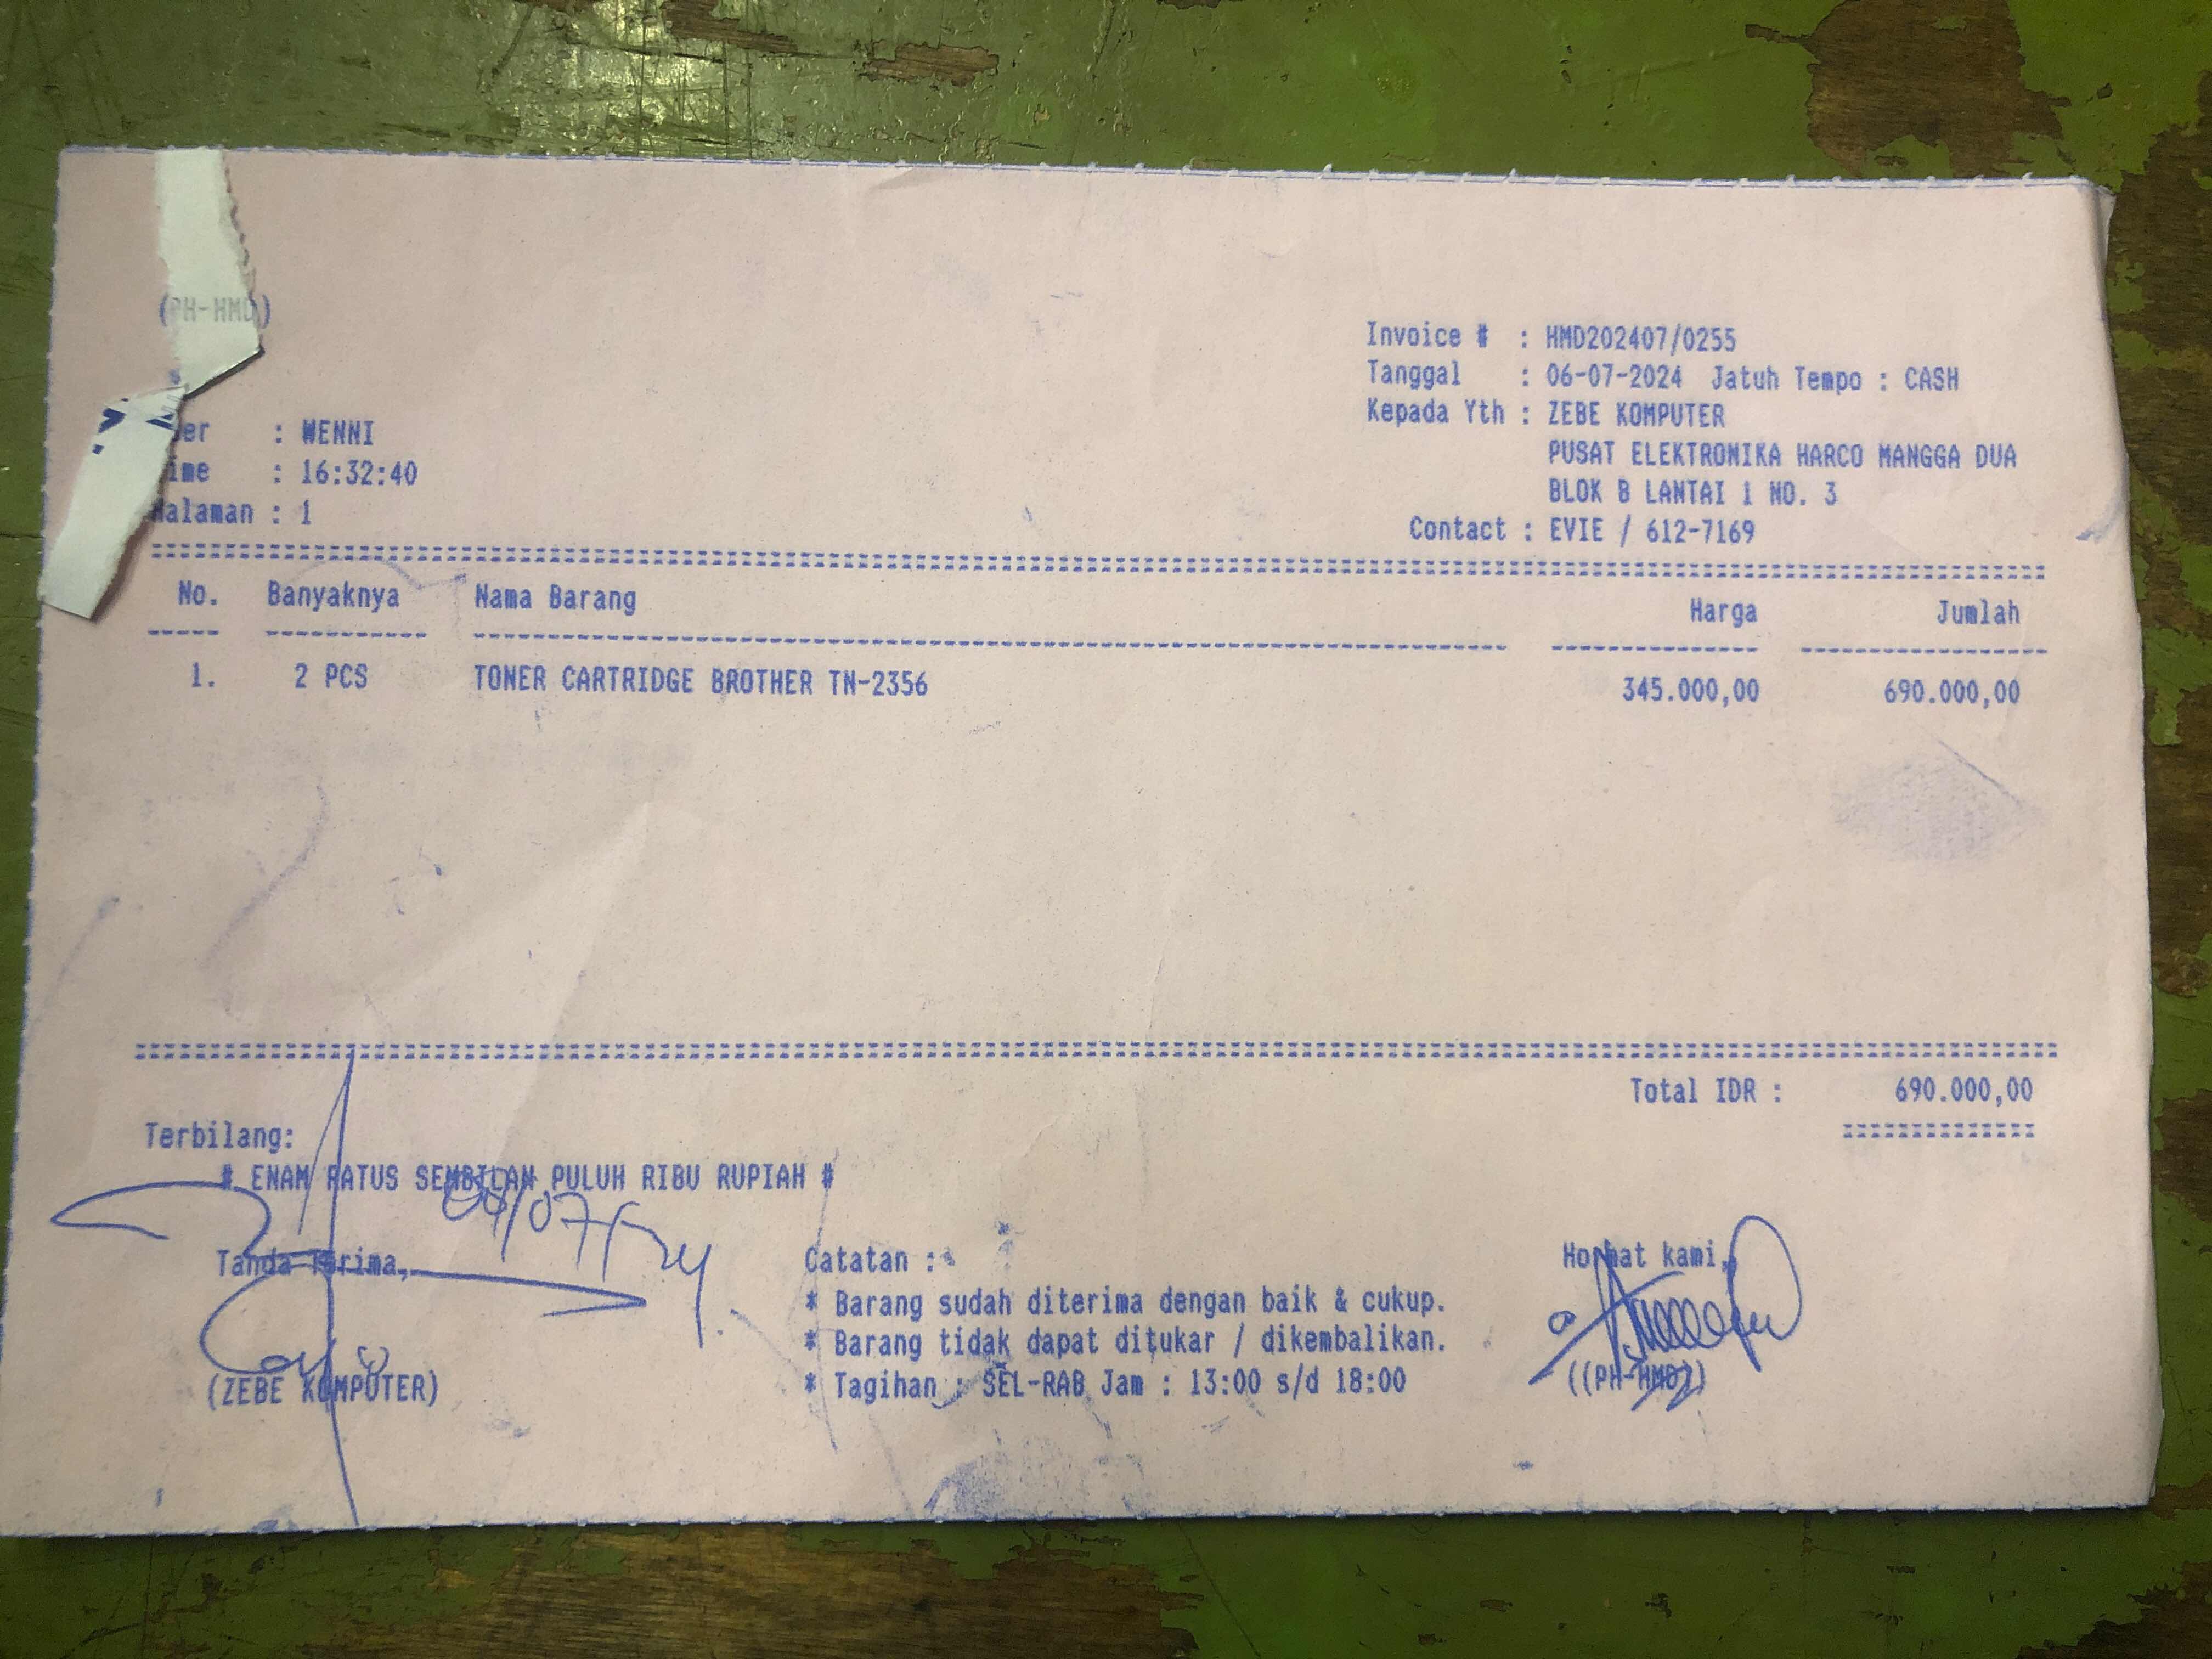 (PH-HMD)
Invoice # : HMD202407/0255
Tanggal : 06-07-2024 Jatuh Tempo : CASH
Kepada Yth : ZEBE KOMPUTER
: WENNI
PUSAT ELEKTRONIKA HARCO MANGGA DUA
: 16:32:40
BLOK B LANTAI 1 NO. 3
Halaman : 1
Contact : EVIE / 612-7169
No. Banyaknya Nama Barang Harga Jumlah
1. 2 PCS TONER CARTRIDGE BROTHER TN-2356 345.000,00 690.000,00
Total IDR : 690.000,00
Terbilang:
# ENAM RATUS SEMBILAN PULUH RIBU RUPIAH #
Tanda Terima, Catatan : Hormat kami,
* Barang sudah diterima dengan baik & cukup.
* Barang tidak dapat ditukar / dikembalikan.
(ZEBE KOMPUTER) * Tagihan : SEL-RAB Jam : 13:00 s/d 18:00 ((PH-HMD))